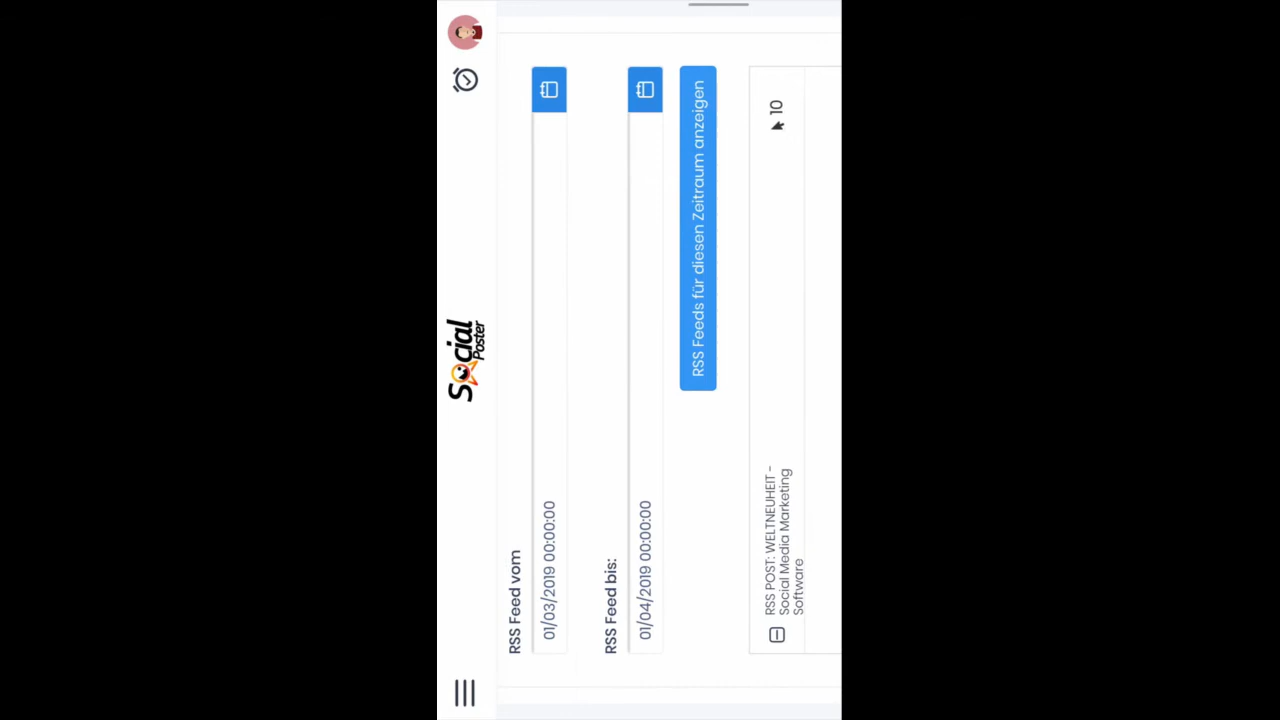 Social
Poster
RSS Feed vom
01/03/2019 00:00:00
RSS Feed bis:
01/04/2019 00:00:00
RSS Feeds für diesen Zeitraum anzeigen
RSS POST: WELTNEUHEIT -
Social Media Marketing
Software
10